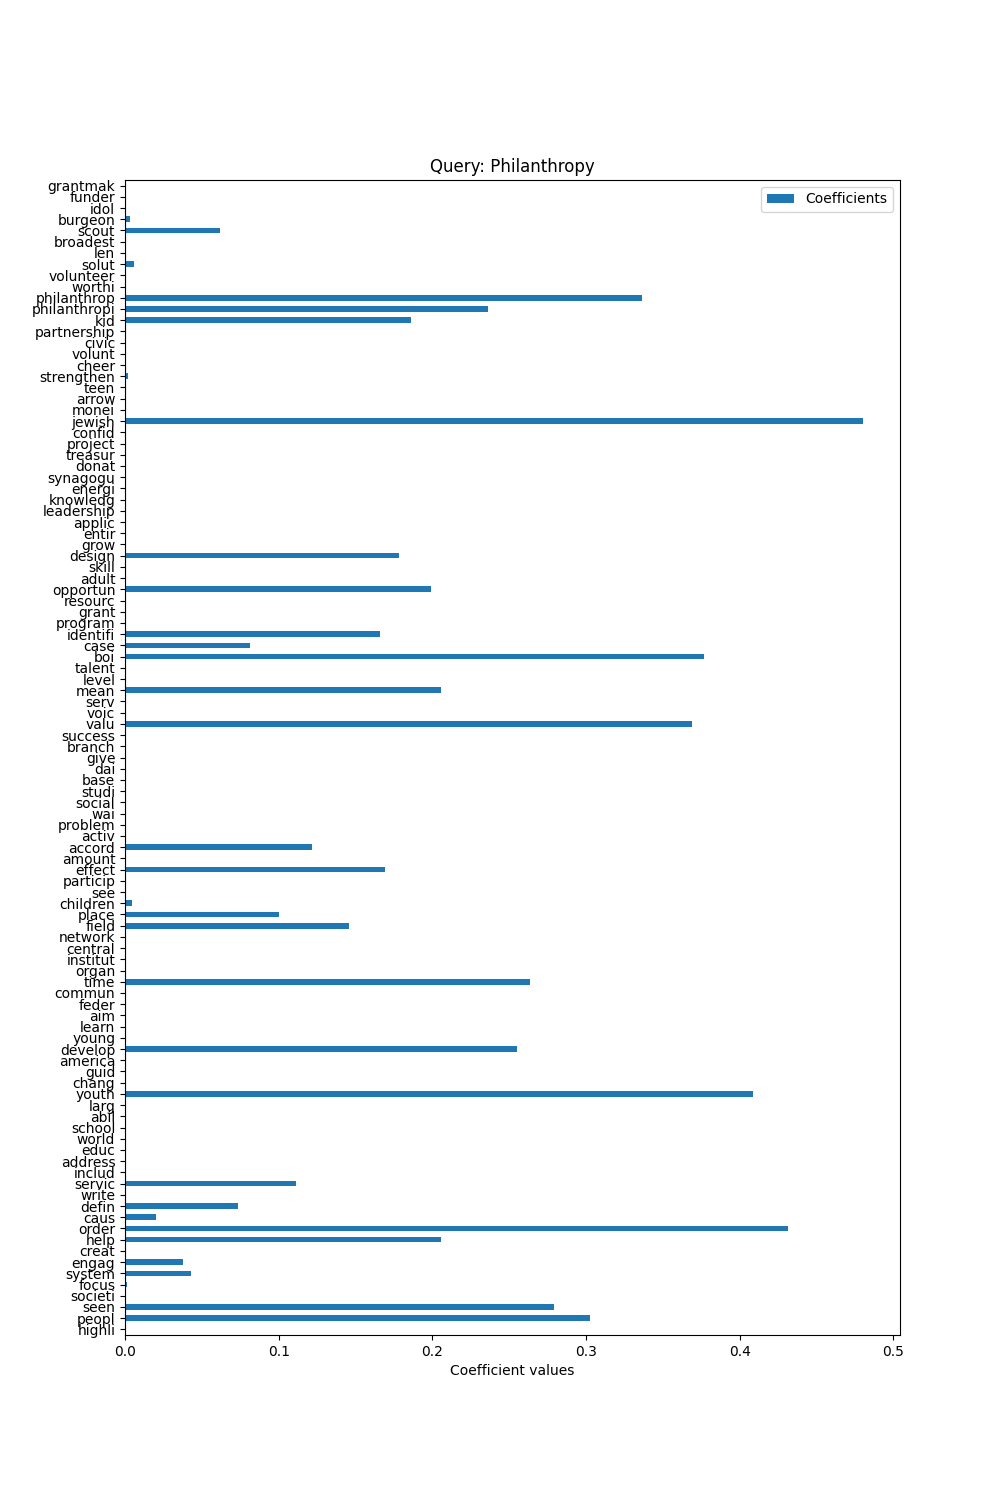 Query: Philanthropy
Coefficients
grantmak
funder
idol
burgeon
scout
broadest
len
solut
volunteer
worthi
philanthrop
philanthropi
kid
partnership
civic
volunt
cheer
strengthen
teen
arrow
monei
jewish
confid
project
treasur
donat
synagogu
energi
knowledg
leadership
applic
entir
grow
design
skill
adult
opportun
resourc
grant
program
identifi
case
boi
talent
level
mean
serv
voic
valu
success
branch
give
dai
base
studi
social
wai
problem
activ
accord
amount
effect
particip
see
children
place
field
network
central
institut
organ
time
commun
feder
aim
learn
young
develop
america
guid
chang
youth
larg
abil
school
world
educ
address
includ
servic
write
defin
caus
order
help
creat
engag
system
focus
societi
seen
peopl
highli
0.0 0.1 0.2 0.3 0.4 0.5
Coefficient values